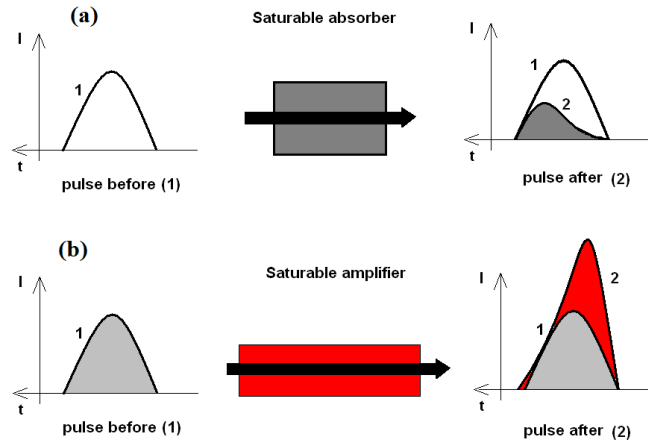 (a)
Saturable absorber
I
1
t
pulse before (1)
1
2
I
t
pulse after (2)
(b)
Saturable amplifier
I
1
t
pulse before (1)
I
1
2
t
pulse after (2)